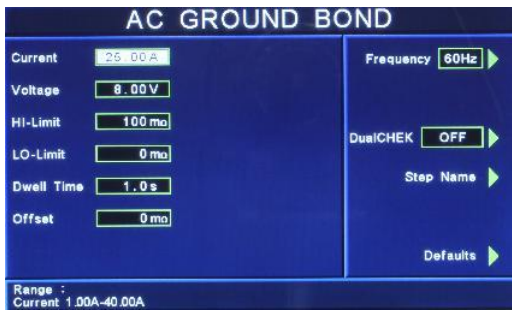 AC GROUND BOND
Current 25.00A
Voltage 8.00V
HI-Limit 100 mΩ
LO-Limit 0 mΩ
Dwell Time 1.0s
Offset 0 mΩ
Frequency 60Hz
DualCHEK OFF
Step Name
Defaults
Range :
Current 1.00A-40.00A